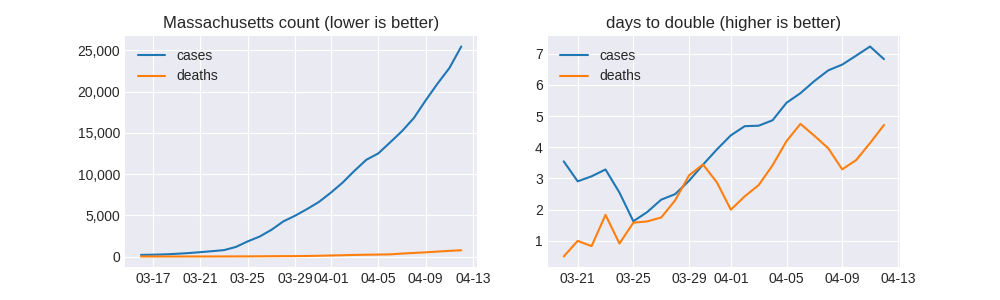 Massachusetts count (lower is better)
cases
deaths
25,000
20,000
15,000
10,000
5,000
0
03-17 03-21 03-25 03-29 04-01 04-05 04-09 04-13
days to double (higher is better)
cases
deaths
7
6
5
4
3
2
1
03-21 03-25 03-29 04-01 04-05 04-09 04-13